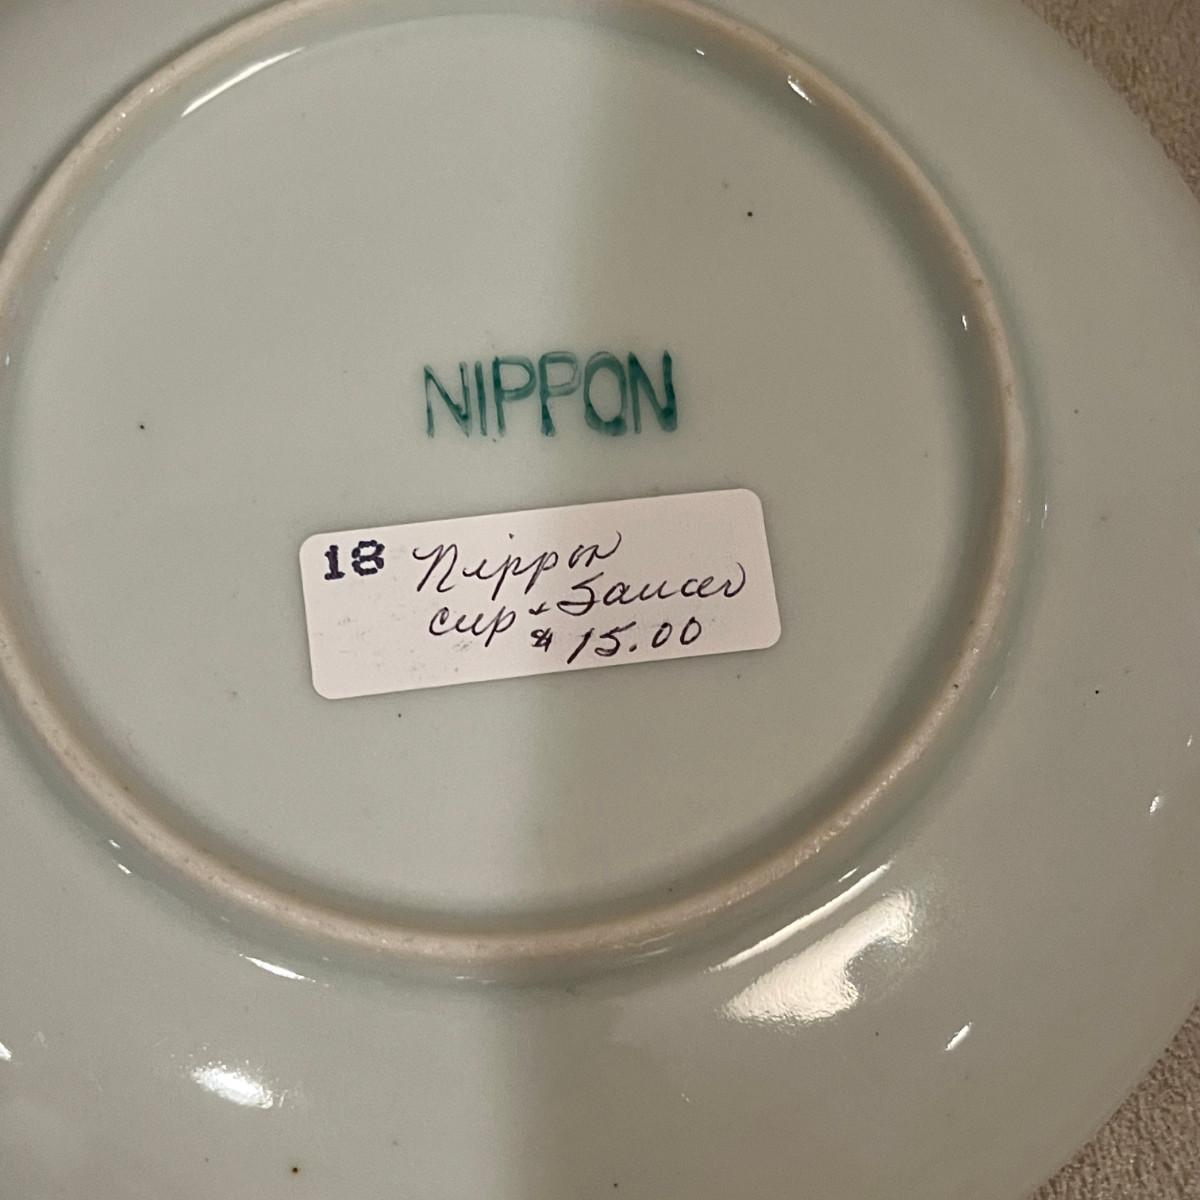 NIPPON
18 Nippon
cup & Saucer
$15.00